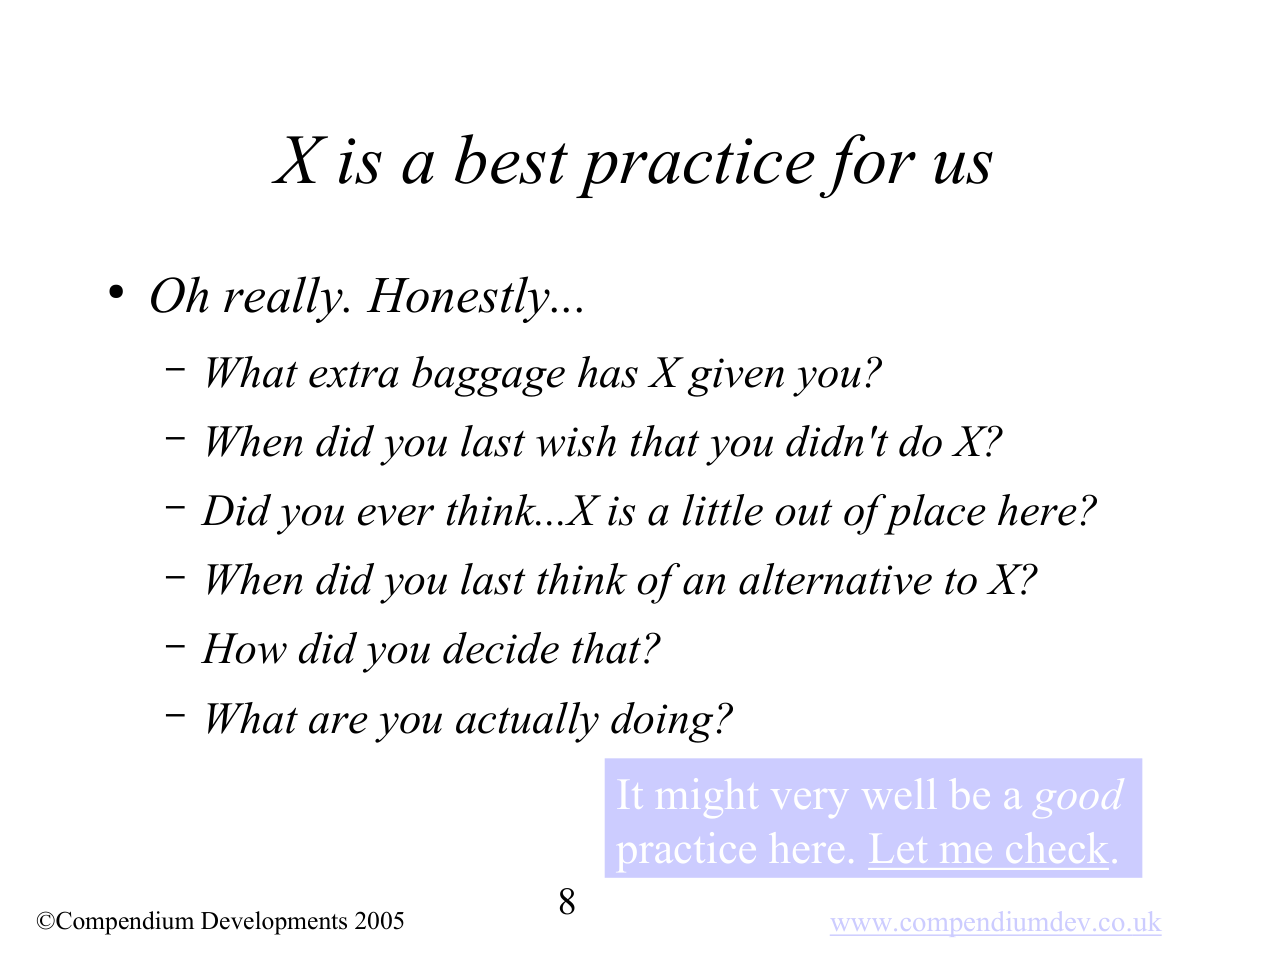 X is a best practice for us
• Oh really. Honestly...
– What extra baggage has X given you?
– When did you last wish that you didn't do X?
– Did you ever think...X is a little out of place here?
– When did you last think of an alternative to X?
– How did you decide that?
– What are you actually doing?
It might very well be a good
practice here. Let me check.
8
©Compendium Developments 2005
www.compendiumdev.co.uk